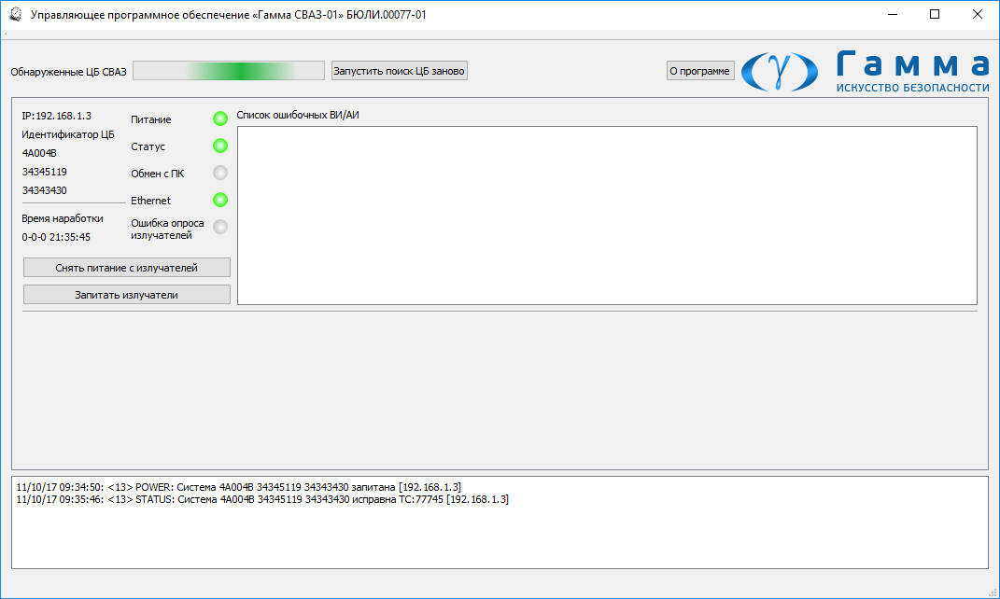 Управляющее программное обеспечение «Гамма СВАЗ-01» БЮЛИ.00077-01
Обнаруженные ЦБ СВАЗ
Запустить поиск ЦБ заново
О программе
γ
Гамма
ИСКУССТВО БЕЗОПАСНОСТИ
IP:192.168.1.3
Идентификатор ЦБ
4A004B
34345119
34343430
Время наработки
0-0-0 21:35:45
Питание
Статус
Обмен с ПК
Ethernet
Ошибка опроса
излучателей
Снять питание с излучателей
Запитать излучатели
Список ошибочных ВИ/АИ
11/10/17 09:34:50: <13> POWER: Система 4A004B 34345119 34343430 запитана [192.168.1.3]
11/10/17 09:35:46: <13> STATUS: Система 4A004B 34345119 34343430 исправна TC:77745 [192.168.1.3]